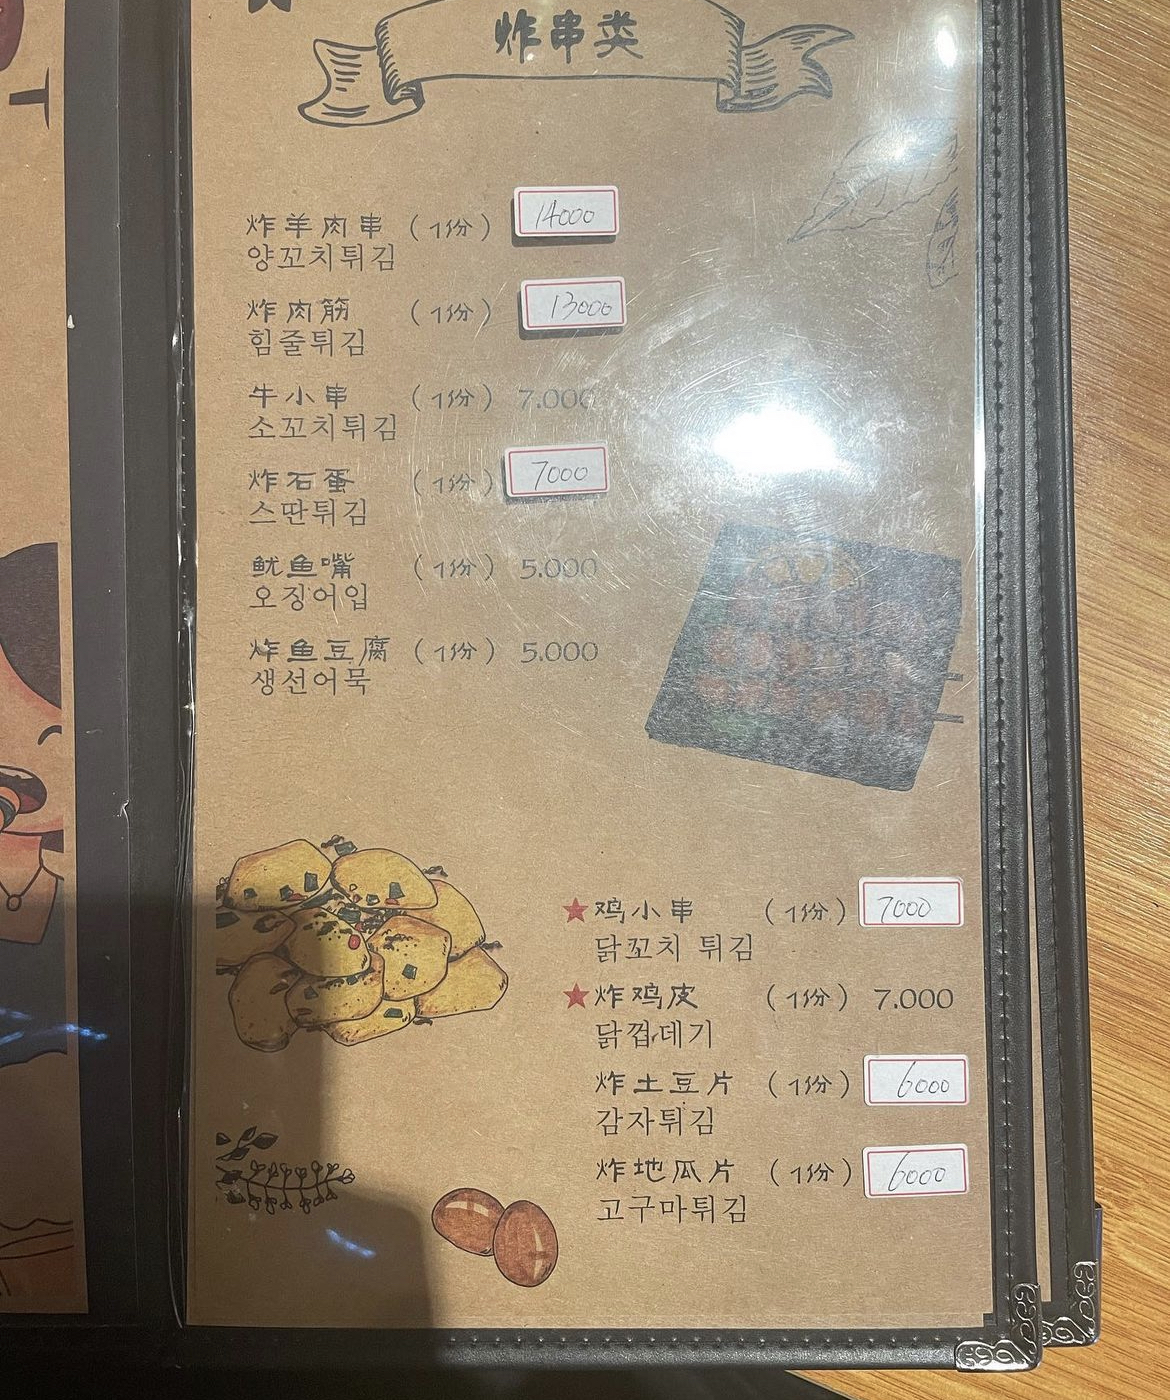 炸串类
炸羊肉串 (1份) 14000
양꼬치튀김
炸肉筋 (1份) 13000
힘줄튀김
牛小串 (1份) 7.000
소꼬치튀김
炸石蛋 (1份) 7000
스딴튀김
鱿鱼嘴 (1份) 5.000
오징어입
炸鱼豆腐 (1份) 5.000
생선어묵
★鸡小串 (1份) 7000
닭꼬치 튀김
★炸鸡皮 (1份) 7.000
닭껍데기
炸土豆片 (1份) 6000
감자튀김
炸地瓜片 (1份) 6000
고구마튀김